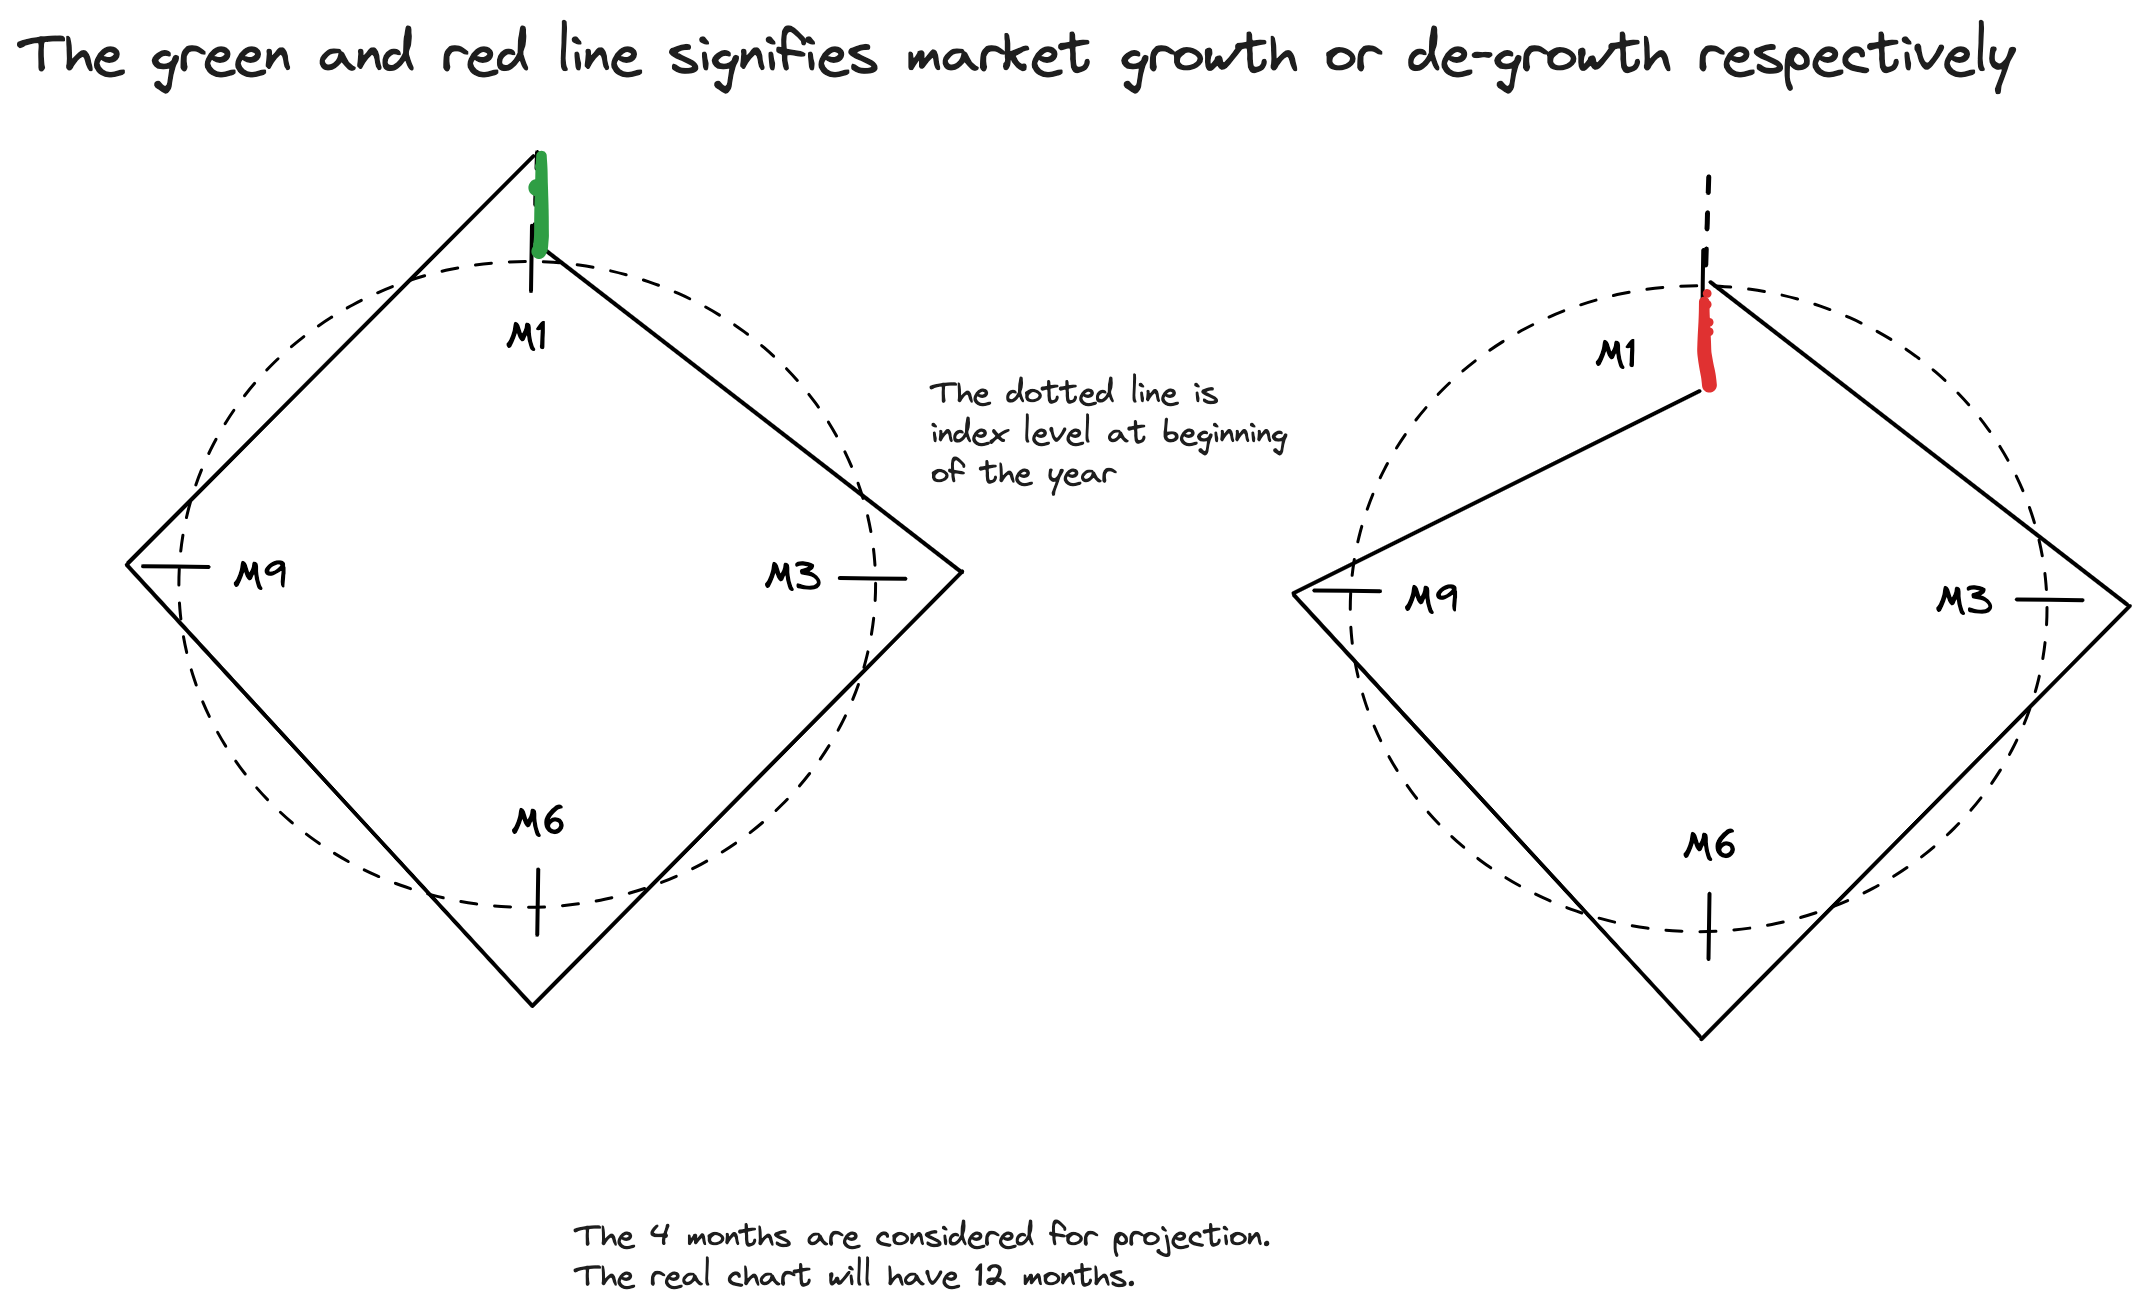 The green and red line signifies market growth or de-growth respectively
M1
M9
M3
M6
The dotted line is
index level at beginning
of the year
M1
M9
M3
M6
The 4 months are considered for projection.
The real chart will have 12 months.